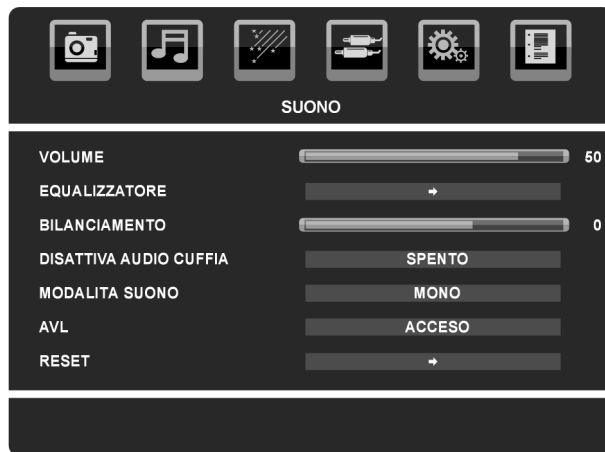 SUONO
VOLUME 50
EQUALIZZATORE
BILANCIAMENTO 0
DISATTIVA AUDIO CUFFIA SPENTO
MODALITA SUONO MONO
AVL ACCESO
RESET